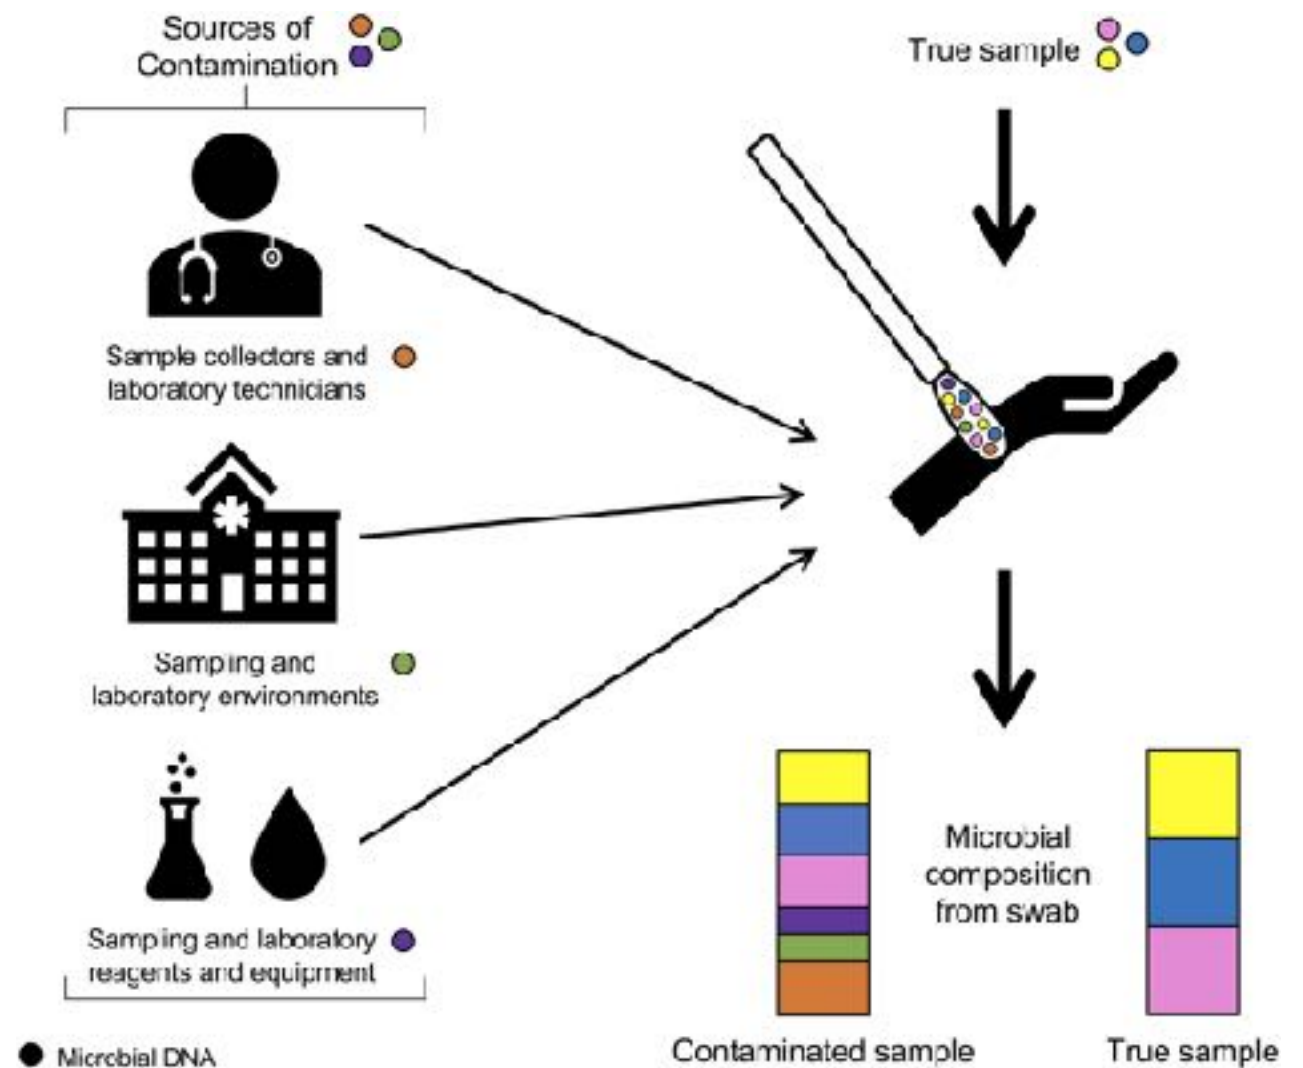 Sources of
Contamination
True sample
Sample collectors and
laboratory technicians
Sampling and
laboratory environments
Sampling and laboratory
reagents and equipment
Microbial
composition
from swab
Contaminated sample
True sample
Microbial DNA